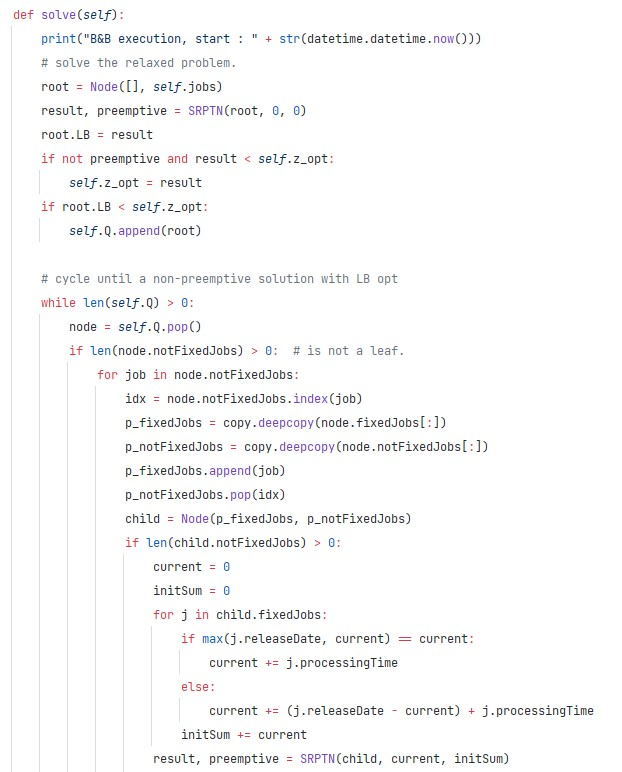 def solve(self):
    print("B&B execution, start : " + str(datetime.datetime.now()))
    # solve the relaxed problem.
    root = Node([], self.jobs)
    result, preemptive = SRPTN(root, 0, 0)
    root.LB = result
    if not preemptive and result < self.z_opt:
        self.z_opt = result
    if root.LB < self.z_opt:
        self.Q.append(root)

    # cycle until a non-preemptive solution with LB opt
    while len(self.Q) > 0:
        node = self.Q.pop()
        if len(node.notFixedJobs) > 0:  # is not a leaf.
            for job in node.notFixedJobs:
                idx = node.notFixedJobs.index(job)
                p_fixedJobs = copy.deepcopy(node.fixedJobs[:])
                p_notFixedJobs = copy.deepcopy(node.notFixedJobs[:])
                p_fixedJobs.append(job)
                p_notFixedJobs.pop(idx)
                child = Node(p_fixedJobs, p_notFixedJobs)
                if len(child.notFixedJobs) > 0:
                    current = 0
                    initSum = 0
                    for j in child.fixedJobs:
                        if max(j.releaseDate, current) == current:
                            current += j.processingTime
                        else:
                            current += (j.releaseDate - current) + j.processingTime
                        initSum += current
                    result, preemptive = SRPTN(child, current, initSum)